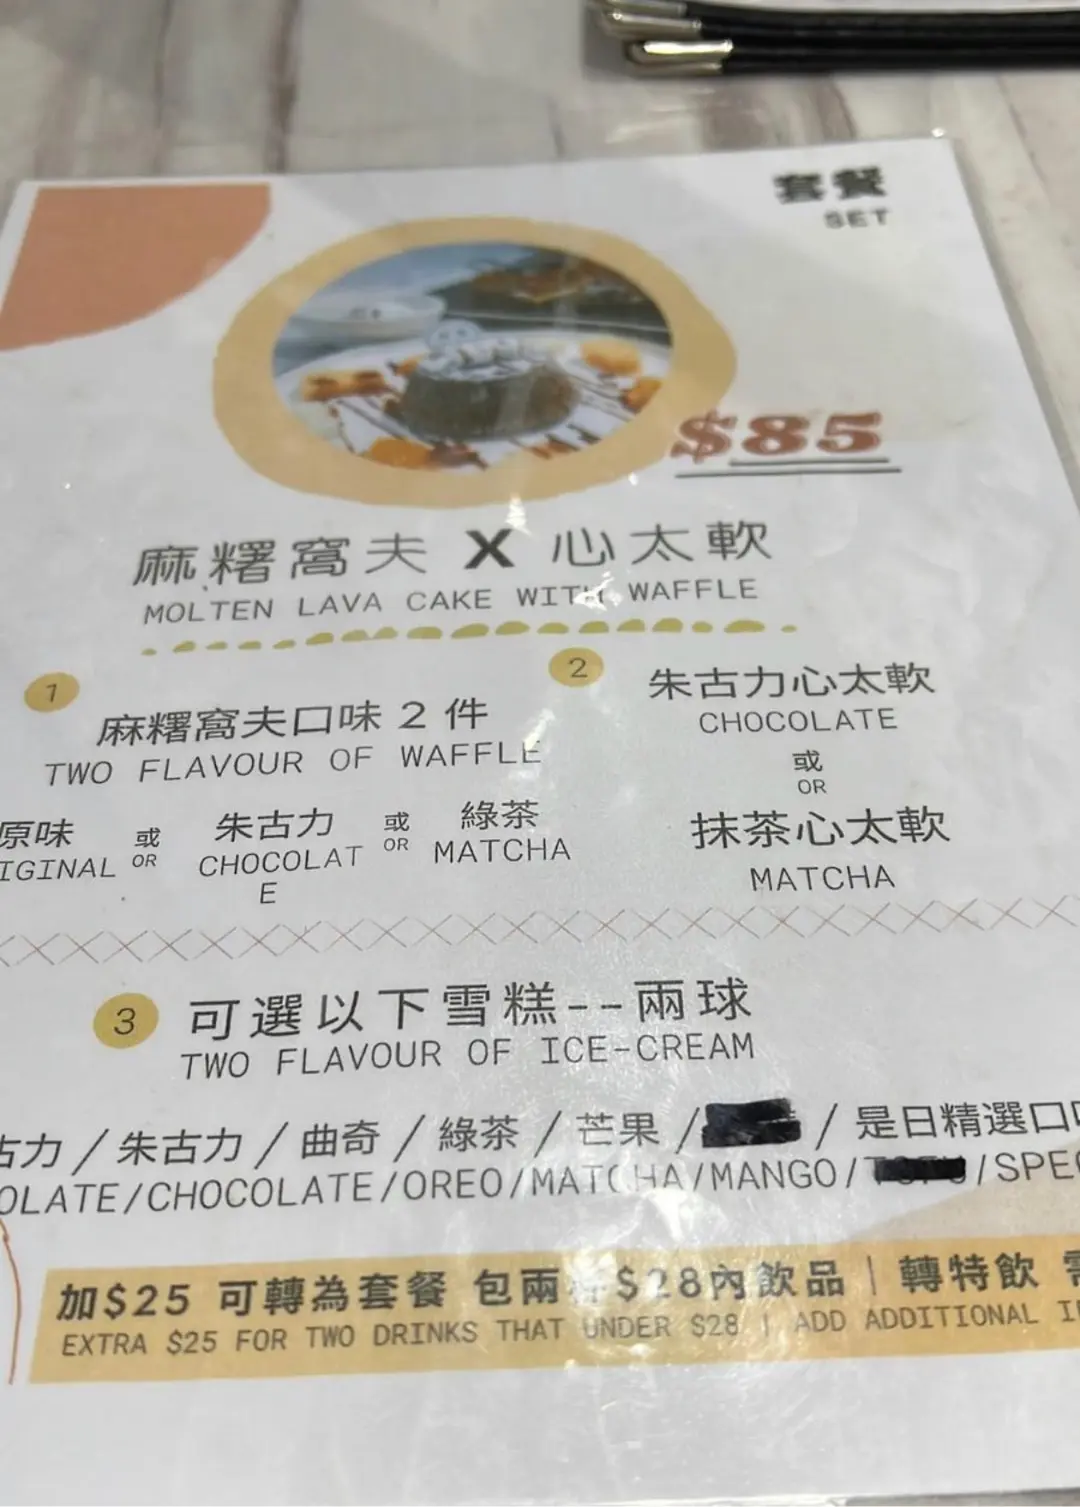 套餐
SET
$85
麻糬窩夫 X 心太軟
MOLTEN LAVA CAKE WITH WAFFLE
1
麻糬窩夫口味 2 件
TWO FLAVOUR OF WAFFLE
原味 或 朱古力 或 綠茶
IGINAL OR CHOCOLAT OR MATCHA
E
2
朱古力心太軟
CHOCOLATE
或
OR
抹茶心太軟
MATCHA
3 可選以下雪糕--兩球
TWO FLAVOUR OF ICE-CREAM
古力 / 朱古力 / 曲奇 / 綠茶 / 芒果 / / 是日精選口
OLATE/CHOCOLATE/OREO/MATCHA/MANGO/ /SPE
加$25 可轉為套餐 包兩 $28內飲品 | 轉特飲 需
EXTRA $25 FOR TWO DRINKS THAT UNDER $28 | ADD ADDITIONAL